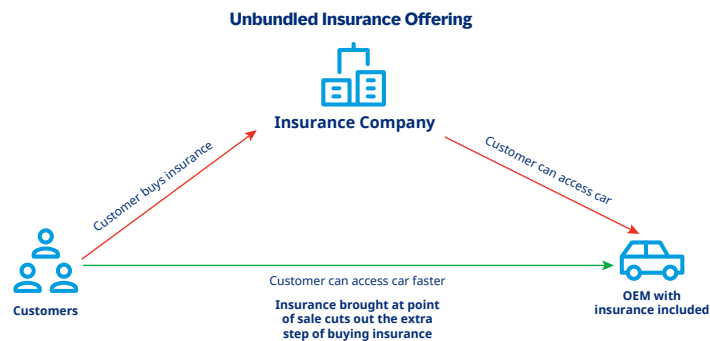 Unbundled Insurance Offering
Insurance Company
Customer buys insurance
Customer can access car
Customers
Customer can access car faster
Insurance brought at point
of sale cuts out the extra
step of buying insurance
OEM with
insurance included